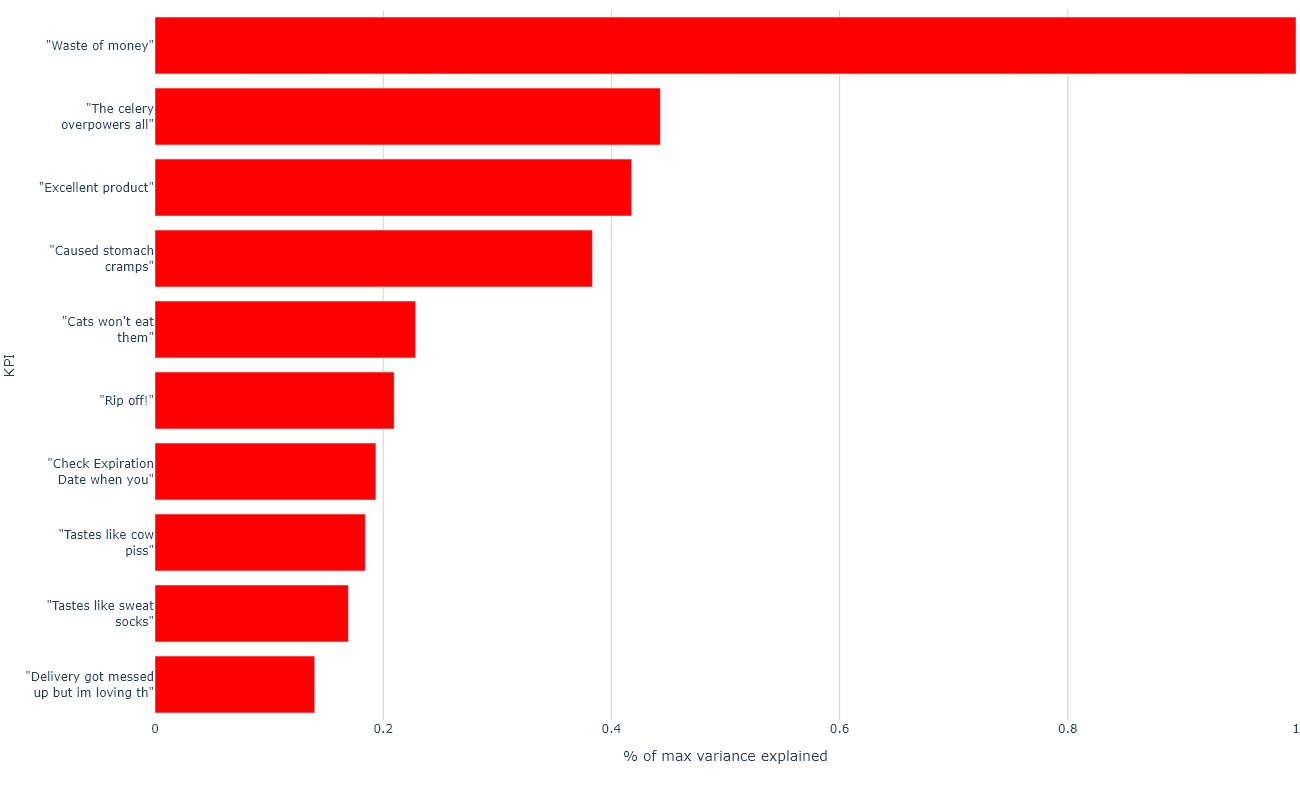 "Waste of money"
"The celery
overpowers all"
"Excellent product"
"Caused stomach
cramps"
"Cats won't eat
them"
"Rip off!"
"Check Expiration
Date when you"
"Tastes like cow
piss"
"Tastes like sweat
socks"
"Delivery got messed
up but im loving th"
KPI
0
0.2
0.4
0.6
0.8
1
% of max variance explained